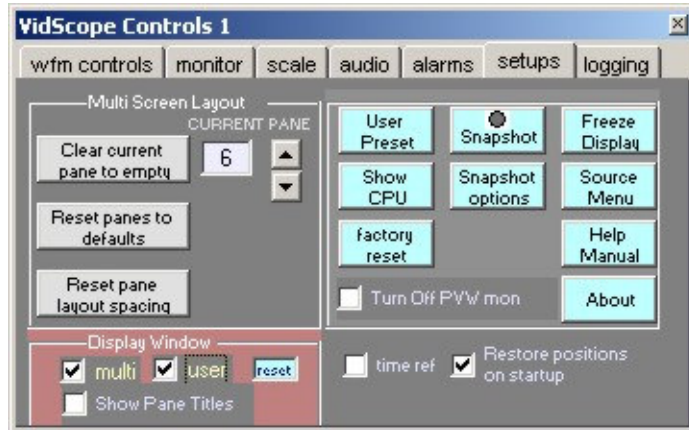 VidScope Controls 1
wfm controls monitor scale audio alarms setups logging
Multi Screen Layout
CURRENT PANE
Clear current
pane to empty
6
Reset panes to
defaults
Reset pane
layout spacing
User
Preset
Snapshot
Freeze
Display
Show
CPU
Snapshot
options
Source
Menu
factory
reset
Help
Manual
Turn Off PVW mon
About
Display Window
multi user reset
Show Pane Titles
time ref
Restore positions
on startup